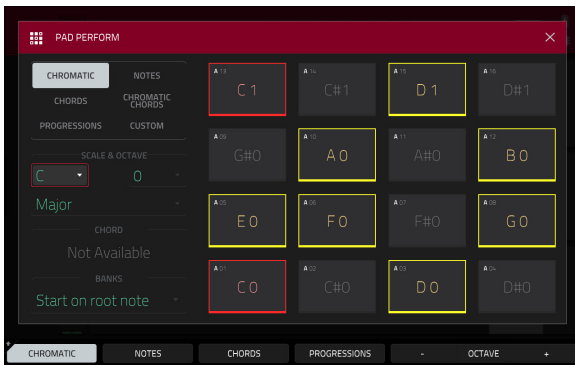 PAD PERFORM
CHROMATIC NOTES
CHORDS CHROMATIC CHORDS
PROGRESSIONS CUSTOM
SCALE & OCTAVE
C 0
Major
CHORD
Not Available
BANKS
Start on root note
A 13 A 14 A 15 A 16
C 1 C#1 D 1 D#1
A 09 A 10 A 11 A 12
G#0 A 0 A#0 B 0
A 05 A 06 A 07 A 08
E 0 F 0 F#0 G 0
A 01 A 02 A 03 A 04
C 0 C#0 D 0 D#0
CHROMATIC NOTES CHORDS PROGRESSIONS - OCTAVE +